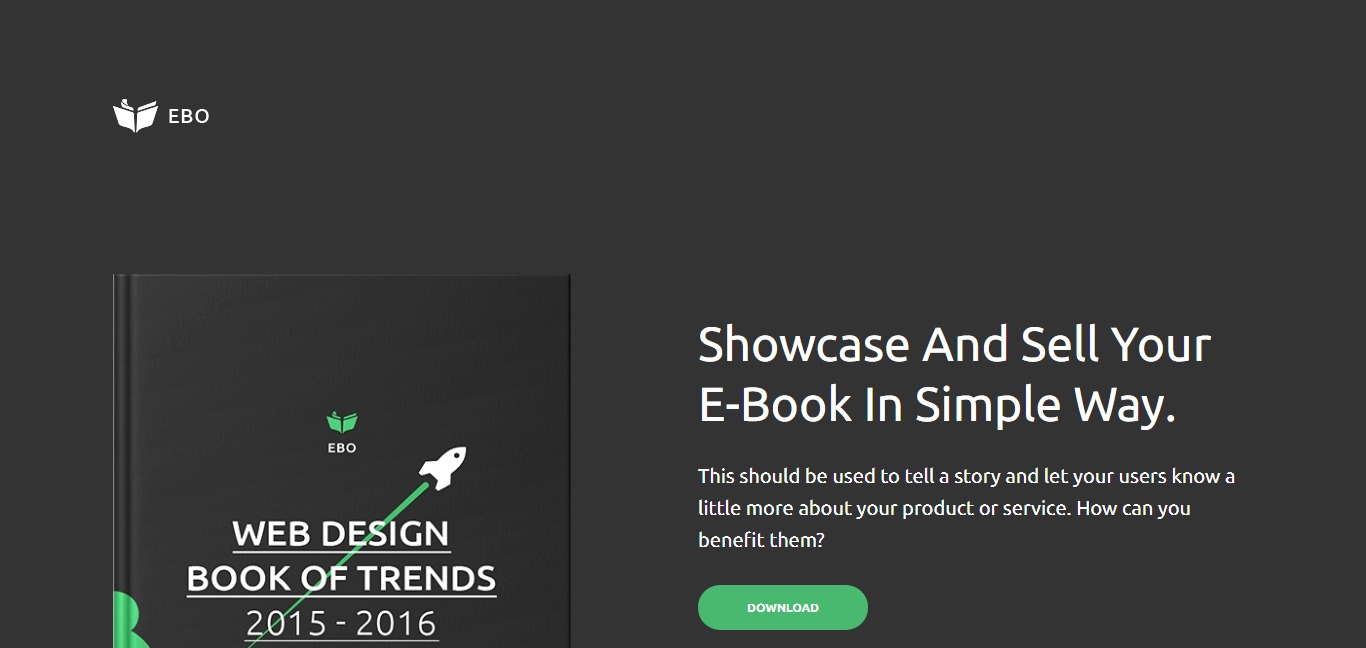 EBO
EBO
WEB DESIGN
BOOK OF TRENDS
2015 - 2016
Showcase And Sell Your
E-Book In Simple Way.
This should be used to tell a story and let your users know a
little more about your product or service. How can you
benefit them?
DOWNLOAD